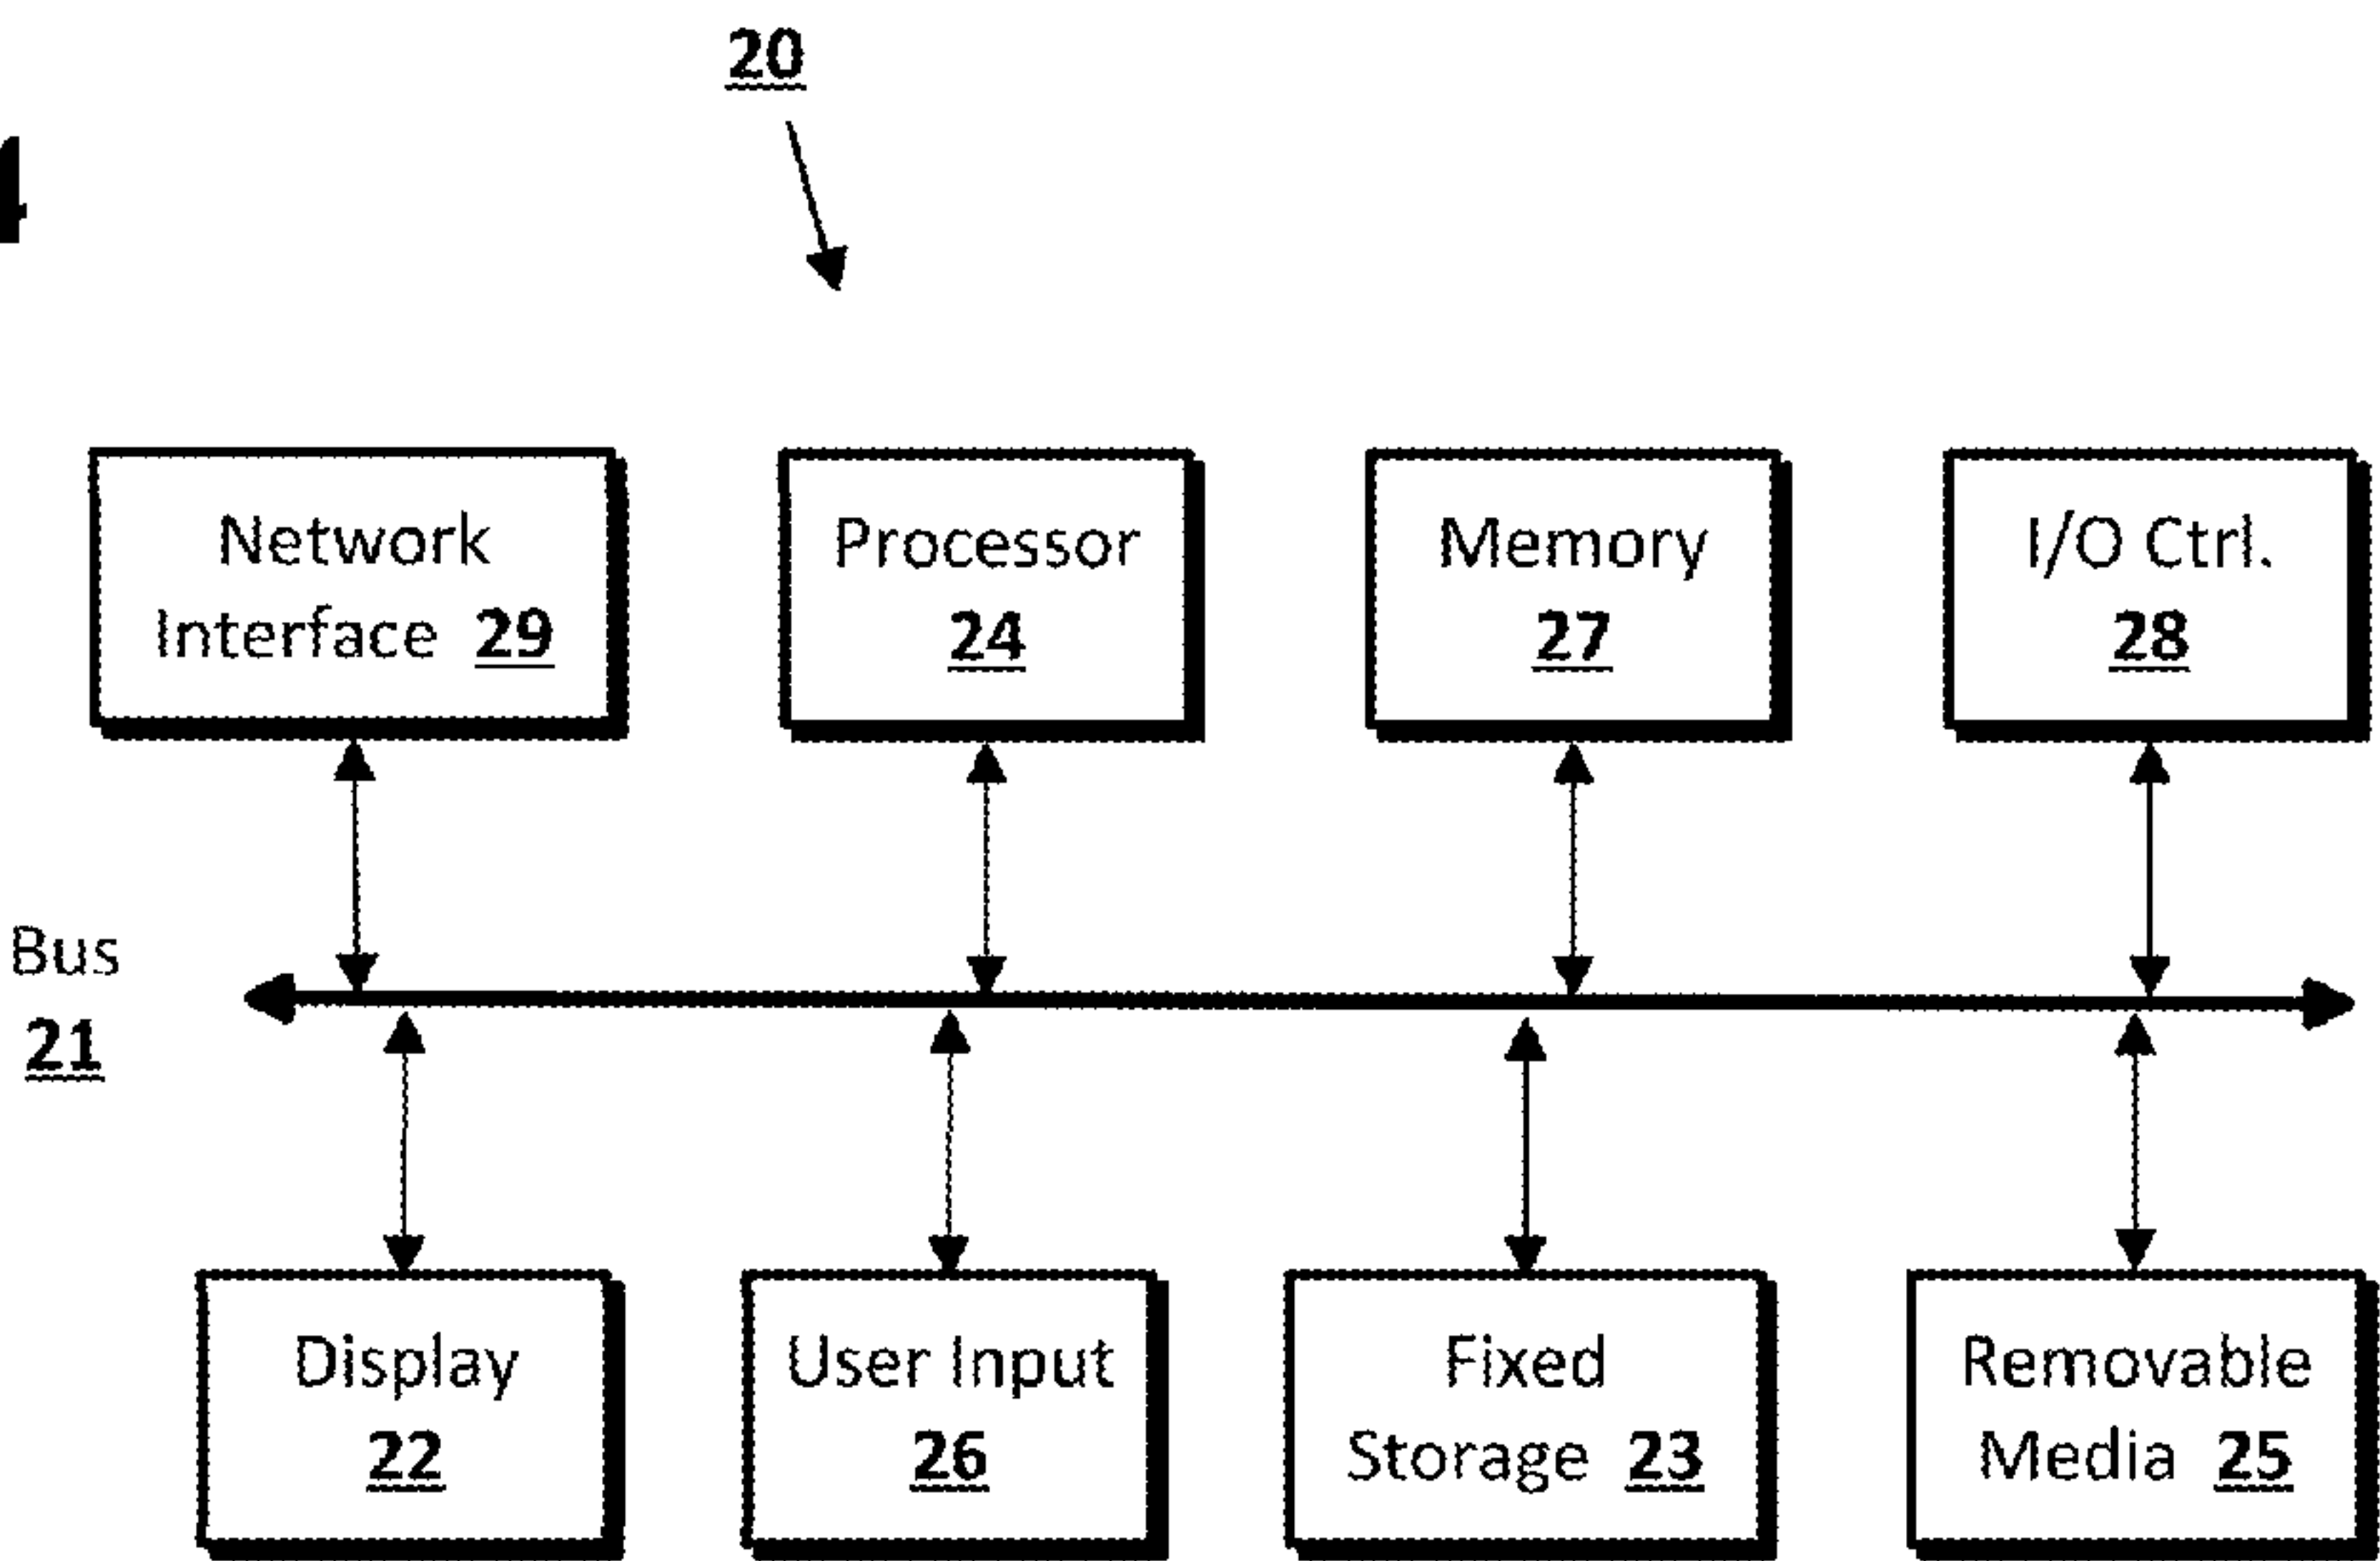 20
4
Network
Interface 29
Processor
24
Memory
27
I/O Ctrl.
28
Bus
21
Display
22
User Input
26
Fixed
Storage 23
Removable
Media 25